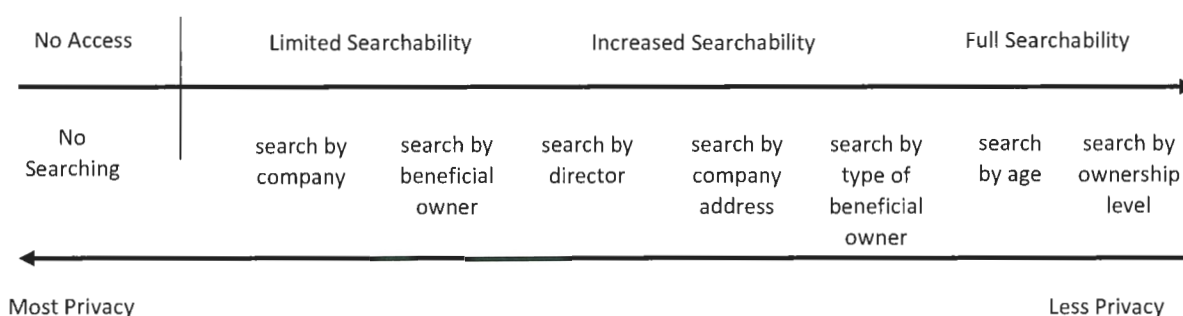 No Access
Limited Searchability
Increased Searchability
Full Searchability
No
Searching
search by
company
search by
beneficial
owner
search by
director
search by
company
address
search by
type of
beneficial
owner
search
by age
search by
ownership
level
Most Privacy
Less Privacy